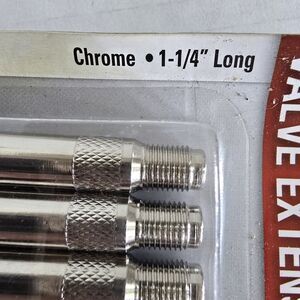 Chrome • 1-1/4" Long
VALVE EXTEN